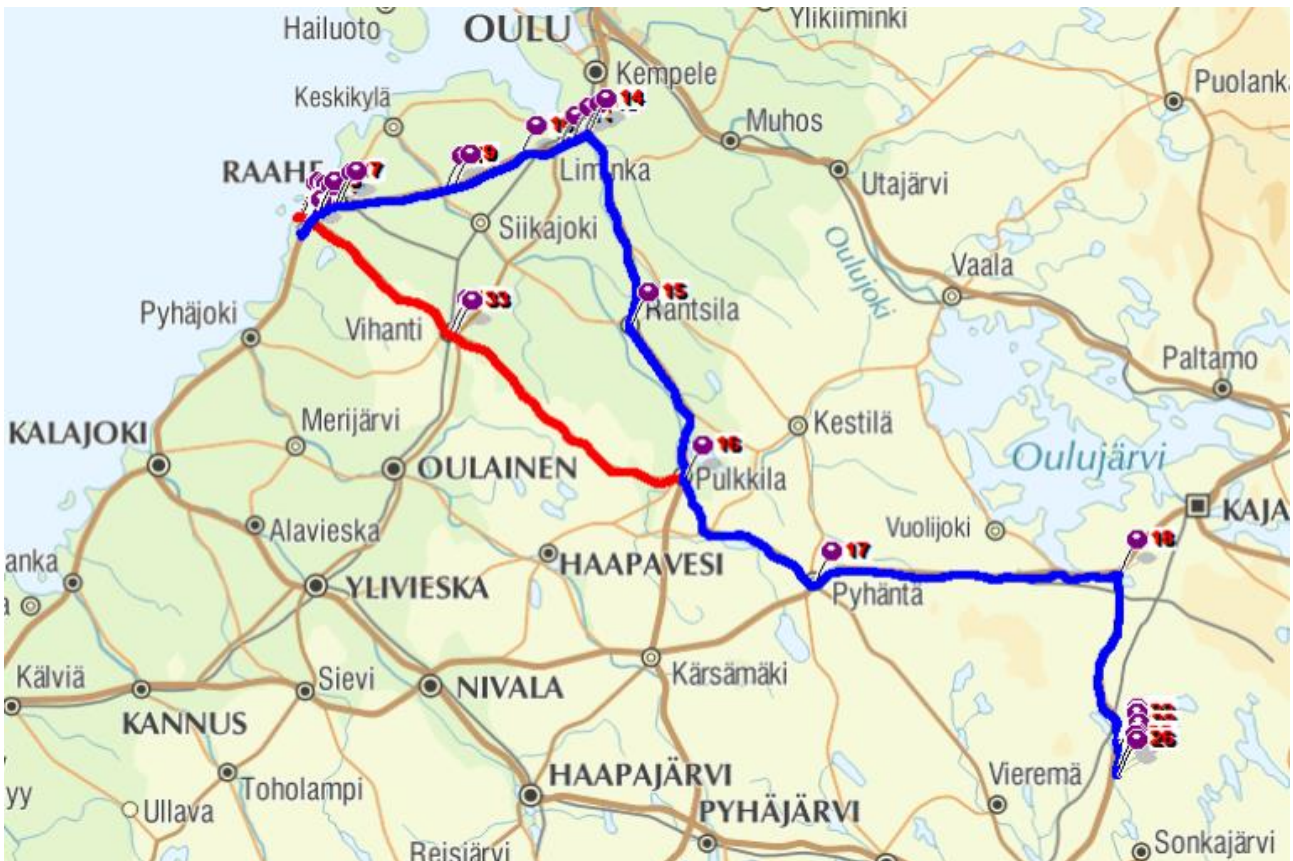 Hailuoto
OULU
Ylikiiminki
Kempele
Puolanka
Keskikylä
14
Muhos
RAAHE
7
9
Liminka
Utajärvi
Siikajoki
Oulujoki
Vaala
Pyhäjoki
Vihanti
33
15
Rantsila
Paltamo
Merijärvi
Kestilä
KALAJOKI
OULAINEN
16
Pulkkila
Oulujärvi
Alavieska
Vuolijoki
KAJA
anka
HAAPAVESI
17
18
YLIVIESKA
Pyhäntä
Kälviä
Sievi
NIVALA
Kärsämäki
KANNUS
26
yy
Toholampi
HAAPAJÄRVI
Vieremä
Ullava
PYHÄJÄRVI
Reisjärvi
Sonkajärvi